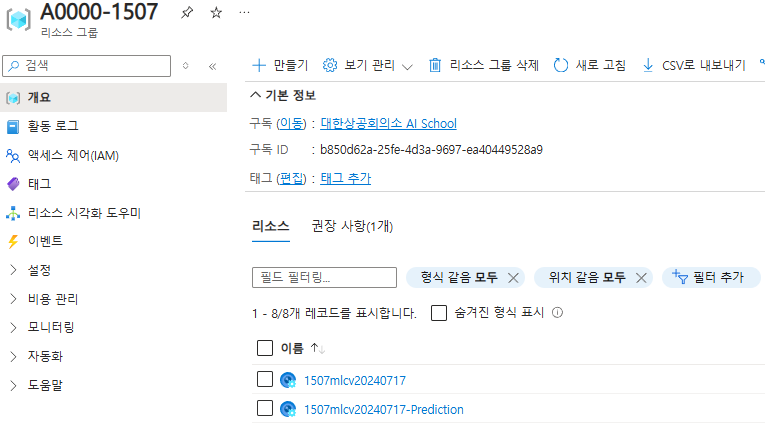 A0000-1507
리소스 그룹
검색
개요
활동 로그
액세스 제어(IAM)
태그
리소스 시각화 도우미
이벤트
설정
비용 관리
모니터링
자동화
도움말
만들기 보기 관리 리소스 그룹 삭제 새로 고침 CSV로 내보내기
기본 정보
구독 (이동) : 대한상공회의소 AI School
구독 ID : b850d62a-25fe-4d3a-9697-ea40449528a9
태그 (편집) : 태그 추가
리소스 권장 사항(1개)
필드 필터링... 형식 같음 모두 위치 같음 모두 필터 추가
1 - 8/8개 레코드를 표시합니다. 숨겨진 형식 표시
이름
1507mlcv20240717
1507mlcv20240717-Prediction